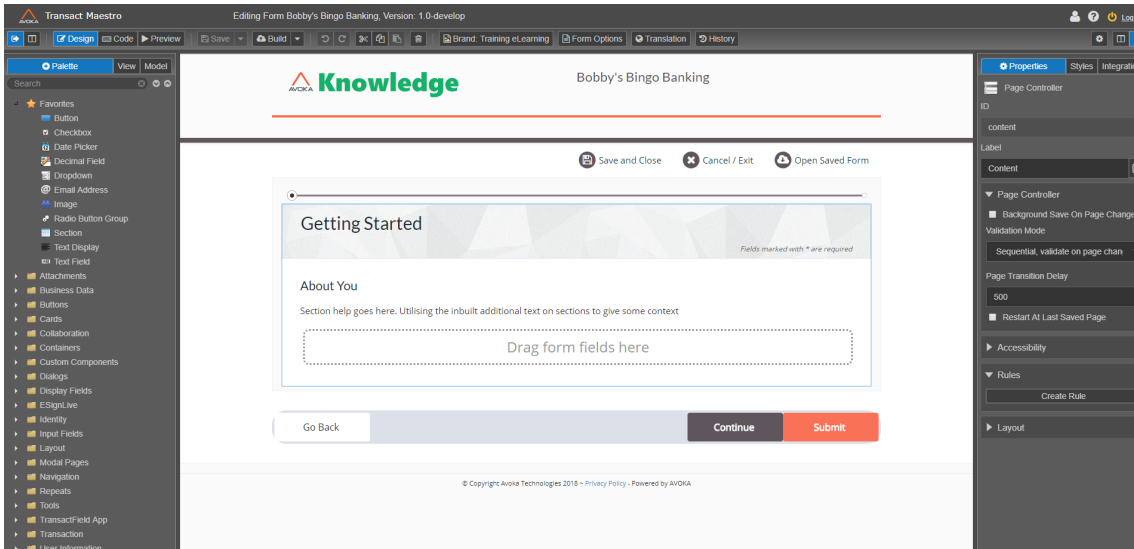 Transact Maestro
Editing Form Bobby's Bingo Banking, Version: 1.0-develop
Log
Design Code Preview Save Build Brand: Training eLearning Form Options Translation History
Palette View Model
Search
Favorites
Button
Checkbox
Date Picker
Decimal Field
Dropdown
Email Address
Image
Radio Button Group
Section
Text Display
Text Field
Attachments
Business Data
Buttons
Cards
Collaboration
Containers
Custom Components
Dialogs
Display Fields
ESignLive
Identity
Input Fields
Layout
Modal Pages
Navigation
Repeats
Tools
TransactField App
Transaction
User Information
AVOKA Knowledge
Bobby's Bingo Banking
Save and Close Cancel / Exit Open Saved Form
Getting Started
Fields marked with * are required
About You
Section help goes here. Utilising the inbuilt additional text on sections to give some context
Drag form fields here
Go Back Continue Submit
© Copyright Avoka Technologies 2018 ~ Privacy Policy - Powered by AVOKA
Properties Styles Integratio
Page Controller
ID
content
Label
Content
Page Controller
Background Save On Page Change
Validation Mode
Sequential, validate on page chan
Page Transition Delay
500
Restart At Last Saved Page
Accessibility
Rules
Create Rule
Layout